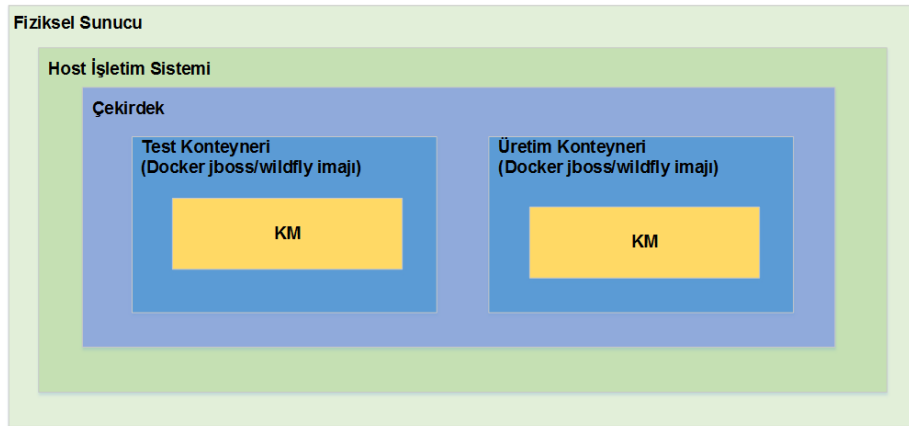 Fiziksel Sunucu
Host İşletim Sistemi
Çekirdek
Test Konteyneri
(Docker jboss/wildfly imajı)
KM
Üretim Konteyneri
(Docker jboss/wildfly imajı)
KM